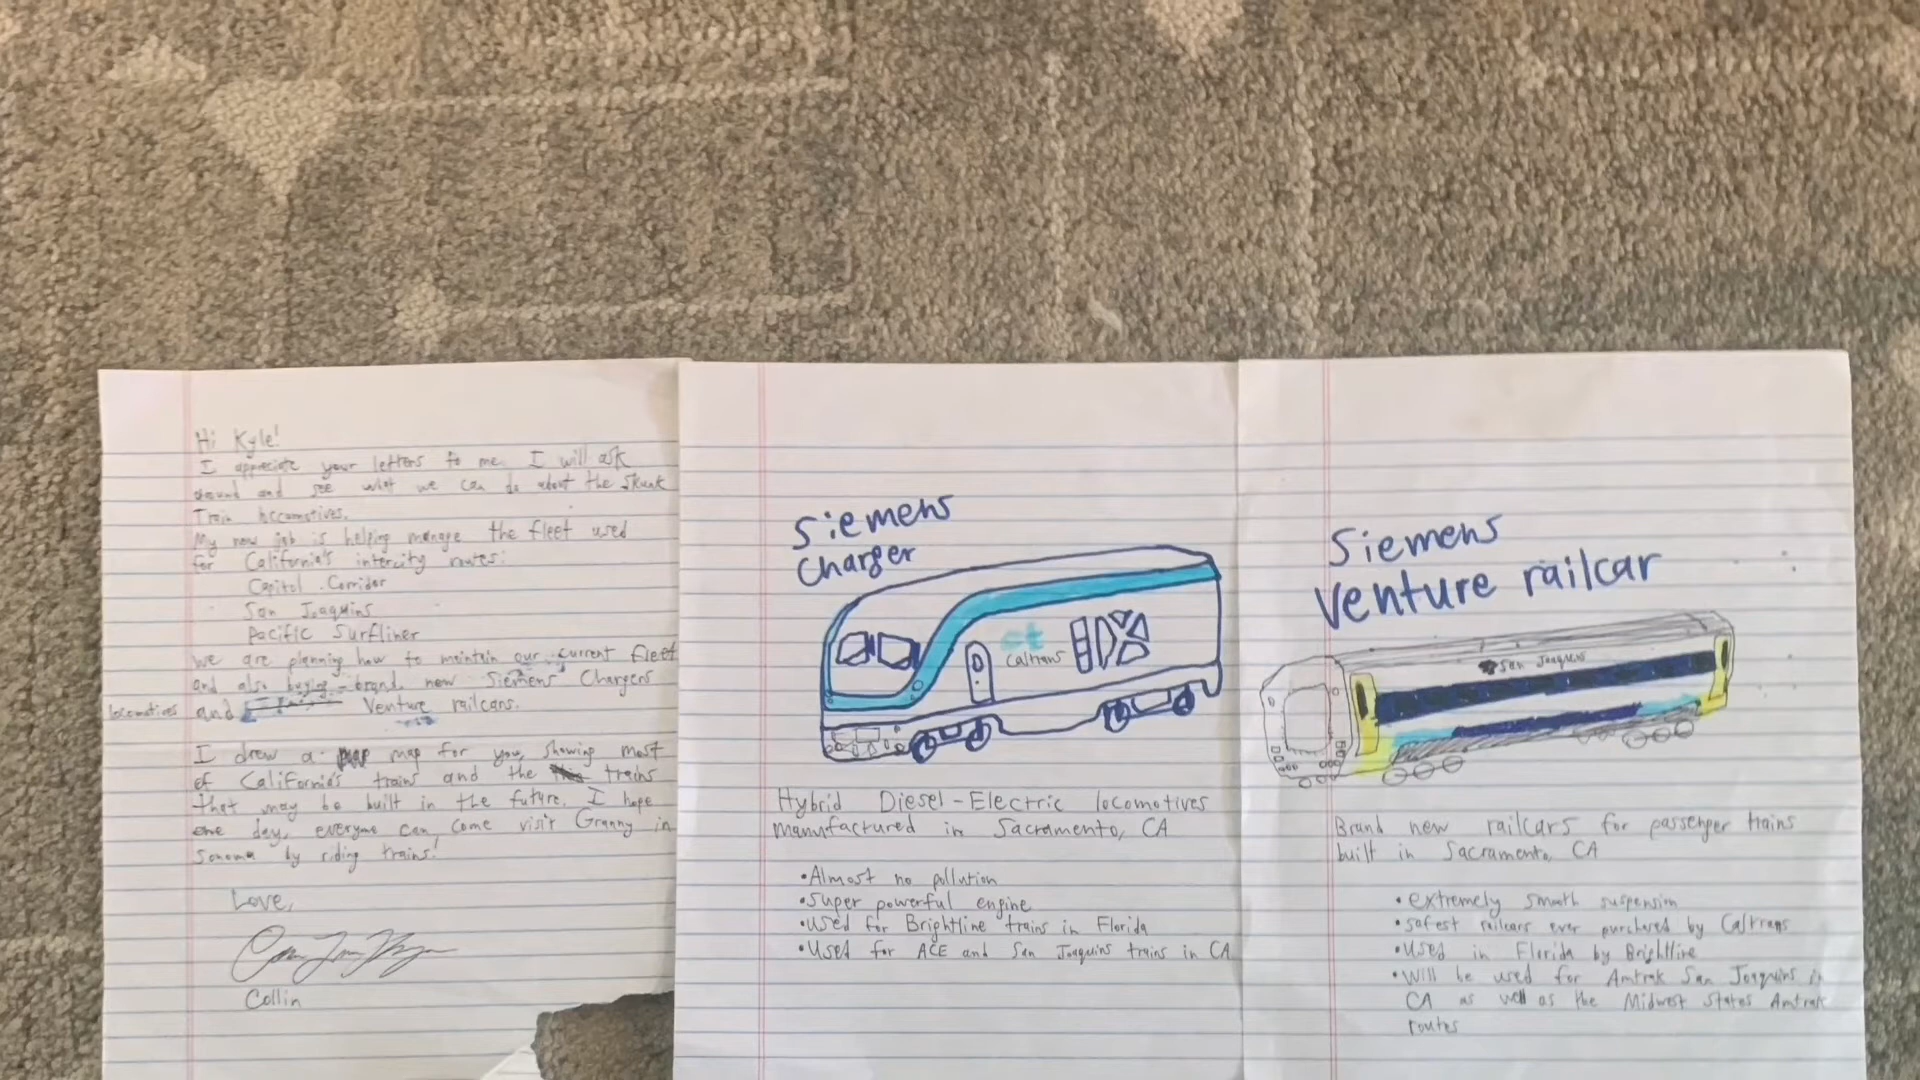 Hi Kyle!
I appreciate your letters to me. I will ask
around and see what we can do about the Skunk
Train locomotives.
My new job is helping manage the fleet used
for California's intercity routes:
Capitol Corridor
San Joaquins
Pacific Surfliner
We are planning how to maintain our current fleet
and also buying brand new Siemens Chargers
locomotives and Venture railcars.
I drew a map for you, showing most
of California's trains and the trains
that may be built in the future. I hope
one day, everyone can come visit Granny in
Sonoma by riding trains!
Love,
Collin
Siemens
Charger
ct
Caltrans
Hybrid Diesel-Electric locomotives
manufactured in Sacramento, CA
•Almost no pollution
•Super powerful engine
•Used for Brightline trains in Florida
•Used for ACE and San Joaquins trains in CA
Siemens
Venture railcar
San Joaquins
Brand new railcars for passenger trains
built in Sacramento, CA
•extremely smooth suspension
•safest railcars ever purchased by Caltrans
•Used in Florida by Brightline
•Will be used for Amtrak San Joaquins in
CA as well as the Midwest States Amtrak
routes